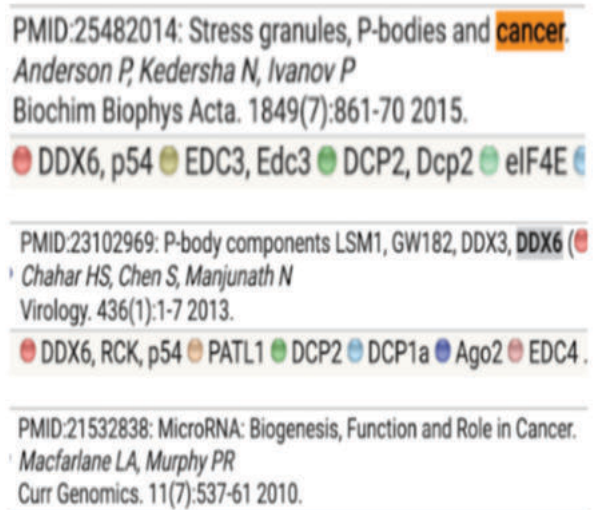 PMID:25482014: Stress granules, P-bodies and cancer.
Anderson P, Kedersha N, Ivanov P
Biochim Biophys Acta. 1849(7):861-70 2015.
DDX6, p54 EDC3, Edc3 DCP2, Dcp2 eIF4E
PMID:23102969: P-body components LSM1, GW182, DDX3, DDX6 (
Chahar HS, Chen S, Manjunath N
Virology. 436(1):1-7 2013.
DDX6, RCK, p54 PATL1 DCP2 DCP1a Ago2 EDC4 .
PMID:21532838: MicroRNA: Biogenesis, Function and Role in Cancer.
Macfarlane LA, Murphy PR
Curr Genomics. 11(7):537-61 2010.